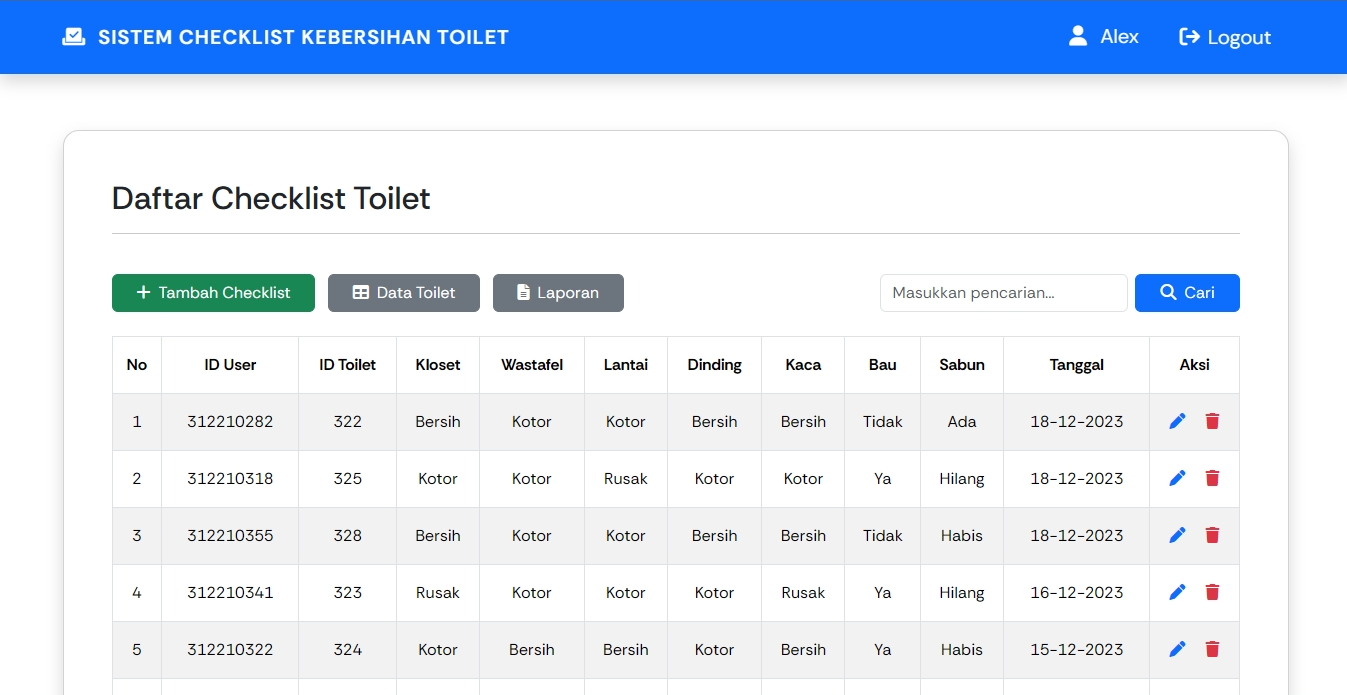 SISTEM CHECKLIST KEBERSIHAN TOILET Alex Logout
Daftar Checklist Toilet
Tambah Checklist Data Toilet Laporan Masukkan pencarian... Cari
No ID User ID Toilet Kloset Wastafel Lantai Dinding Kaca Bau Sabun Tanggal Aksi
1 312210282 322 Bersih Kotor Kotor Bersih Bersih Tidak Ada 18-12-2023
2 312210318 325 Kotor Kotor Rusak Kotor Kotor Ya Hilang 18-12-2023
3 312210355 328 Bersih Kotor Kotor Bersih Bersih Tidak Habis 18-12-2023
4 312210341 323 Rusak Kotor Kotor Kotor Rusak Ya Hilang 16-12-2023
5 312210322 324 Kotor Bersih Bersih Kotor Bersih Ya Habis 15-12-2023